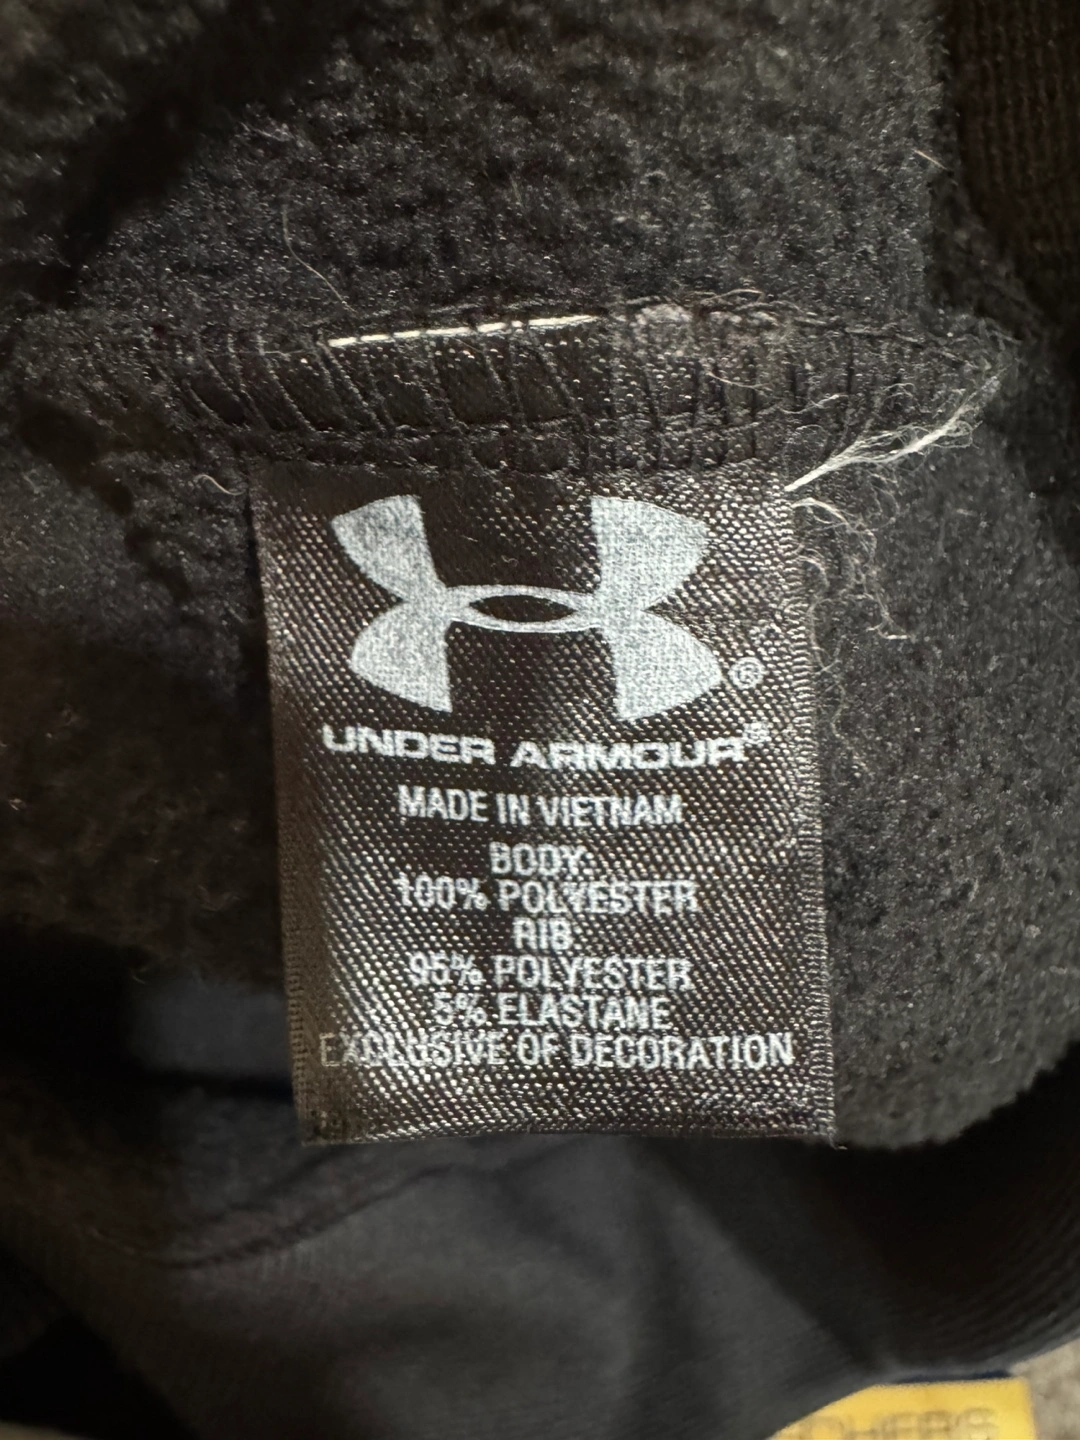 ®
UNDER ARMOUR®
MADE IN VIETNAM
BODY:
100% POLYESTER
RIB:
95% POLYESTER
5% ELASTANE
EXCLUSIVE OF DECORATION